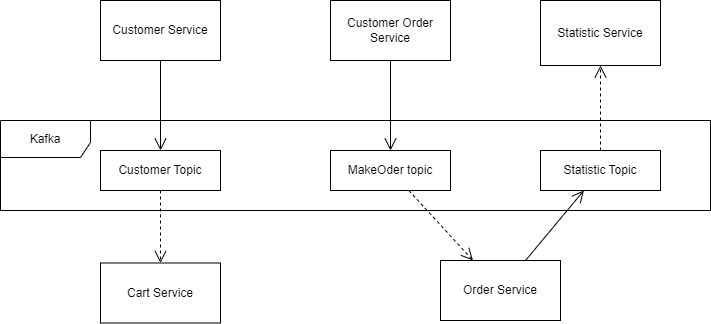 Customer Service
Customer Order
Service
Statistic Service
Kafka
Customer Topic
MakeOder topic
Statistic Topic
Cart Service
Order Service